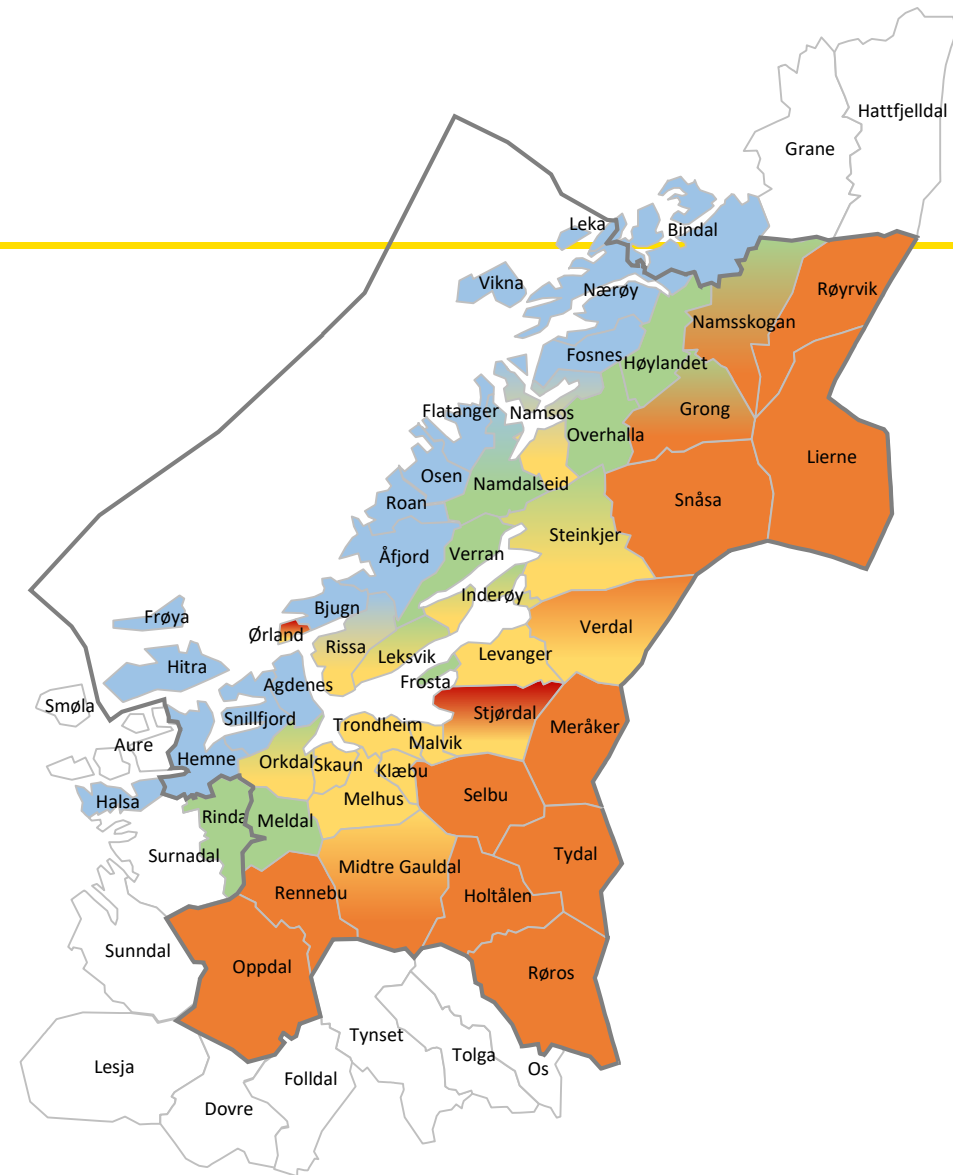 Hattfjelldal
Grane
Leka
Bindal
Vikna
Nærøy
Røyrvik
Namsskogan
Fosnes
Høylandet
Flatanger
Namsos
Grong
Overhalla
Lierne
Osen
Namdalseid
Snåsa
Roan
Steinkjer
Åfjord
Verran
Inderøy
Bjugn
Frøya
Ørland
Verdal
Rissa
Leksvik
Levanger
Hitra
Frosta
Agdenes
Smøla
Stjørdal
Snillfjord
Trondheim
Meråker
Aure
Malvik
Hemne
Orkdal
Skaun
Klæbu
Halsa
Melhus
Selbu
Rinda
Meldal
Surnadal
Tydal
Midtre Gauldal
Rennebu
Holtålen
Sunndal
Oppdal
Røros
Tynset
Tolga
Lesja
Os
Folldal
Dovre